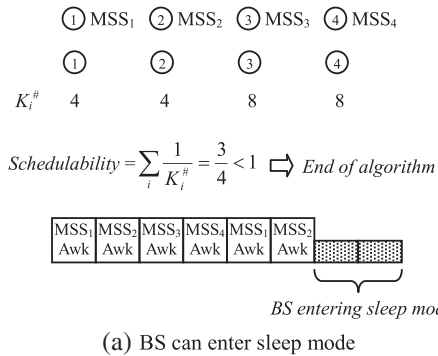 1 MSS₁ 2 MSS₂ 3 MSS₃ 4 MSS₄
1 2 3 4
Kᵢ# 4 4 8 8
Schedulability = ∑ᵢ 1/Kᵢ# = 3/4 < 1 ⇨ End of algorithm
MSS₁ MSS₂ MSS₃ MSS₄ MSS₁ MSS₂
Awk Awk Awk Awk Awk Awk
BS entering sleep mo
(a) BS can enter sleep mode